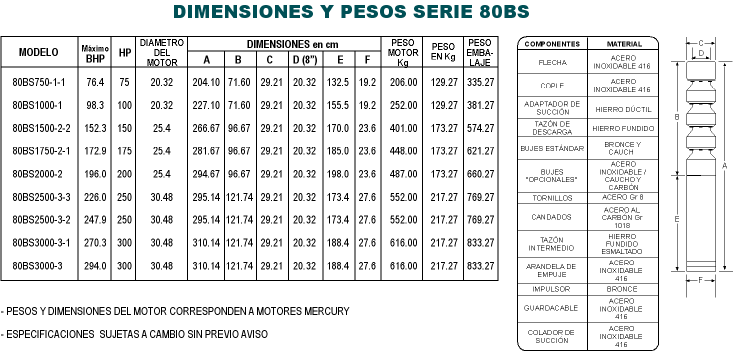 DIMENSIONES Y PESOS SERIE 80BS
MODELO Máximo BHP HP DIAMETRO DEL MOTOR DIMENSIONES en cm PESO MOTOR Kg PESO EN Kg PESO EMBA-LAJE
A B C D (8") E F
80BS750-1-1 76.4 75 20.32 204.10 71.60 29.21 20.32 132.5 19.2 206.00 129.27 335.27
80BS1000-1 98.3 100 20.32 227.10 71.60 29.21 20.32 155.5 19.2 252.00 129.27 381.27
80BS1500-2-2 152.3 150 25.4 266.67 96.67 29.21 20.32 170.0 23.6 401.00 173.27 574.27
80BS1750-2-1 172.9 175 25.4 281.67 96.67 29.21 20.32 185.0 23.6 448.00 173.27 621.27
80BS2000-2 196.0 200 25.4 294.67 96.67 29.21 20.32 198.0 23.6 487.00 173.27 660.27
80BS2500-3-3 226.0 250 30.48 295.14 121.74 29.21 20.32 173.4 27.6 552.00 217.27 769.27
80BS2500-3-2 247.9 250 30.48 295.14 121.74 29.21 20.32 173.4 27.6 552.00 217.27 769.27
80BS3000-3-1 270.3 300 30.48 310.14 121.74 29.21 20.32 188.4 27.6 616.00 217.27 833.27
80BS3000-3 294.0 300 30.48 310.14 121.74 29.21 20.32 188.4 27.6 616.00 217.27 833.27
- PESOS Y DIMENSIONES DEL MOTOR CORRESPONDEN A MOTORES MERCURY
- ESPECIFICACIONES SUJETAS A CAMBIO SIN PREVIO AVISO
COMPONENTES MATERIAL
FLECHA ACERO INOXIDABLE 416
COPLE ACERO INOXIDABLE 416
ADAPTADOR DE SUCCIÓN HIERRO DÚCTIL
TAZÓN DE DESCARGA HIERRO FUNDIDO
BUJES ESTÁNDAR BRONCE Y CAUCH
BUJES "OPCIONALES" ACERO INOXIDABLE / CAUCHO Y CARBÓN
TORNILLOS ACERO Gr 8
CANDADOS ACERO AL CARBÓN Gr 1018
TAZÓN INTERMEDIO HIERRO FUNDIDO ESMALTADO
ARANDELA DE EMPUJE ACERO INOXIDABLE 416
IMPULSOR BRONCE
GUARDACABLE ACERO INOXIDABLE 416
COLADOR DE SUCCIÓN ACERO INOXIDABLE 416
C
D
B
A
E
F